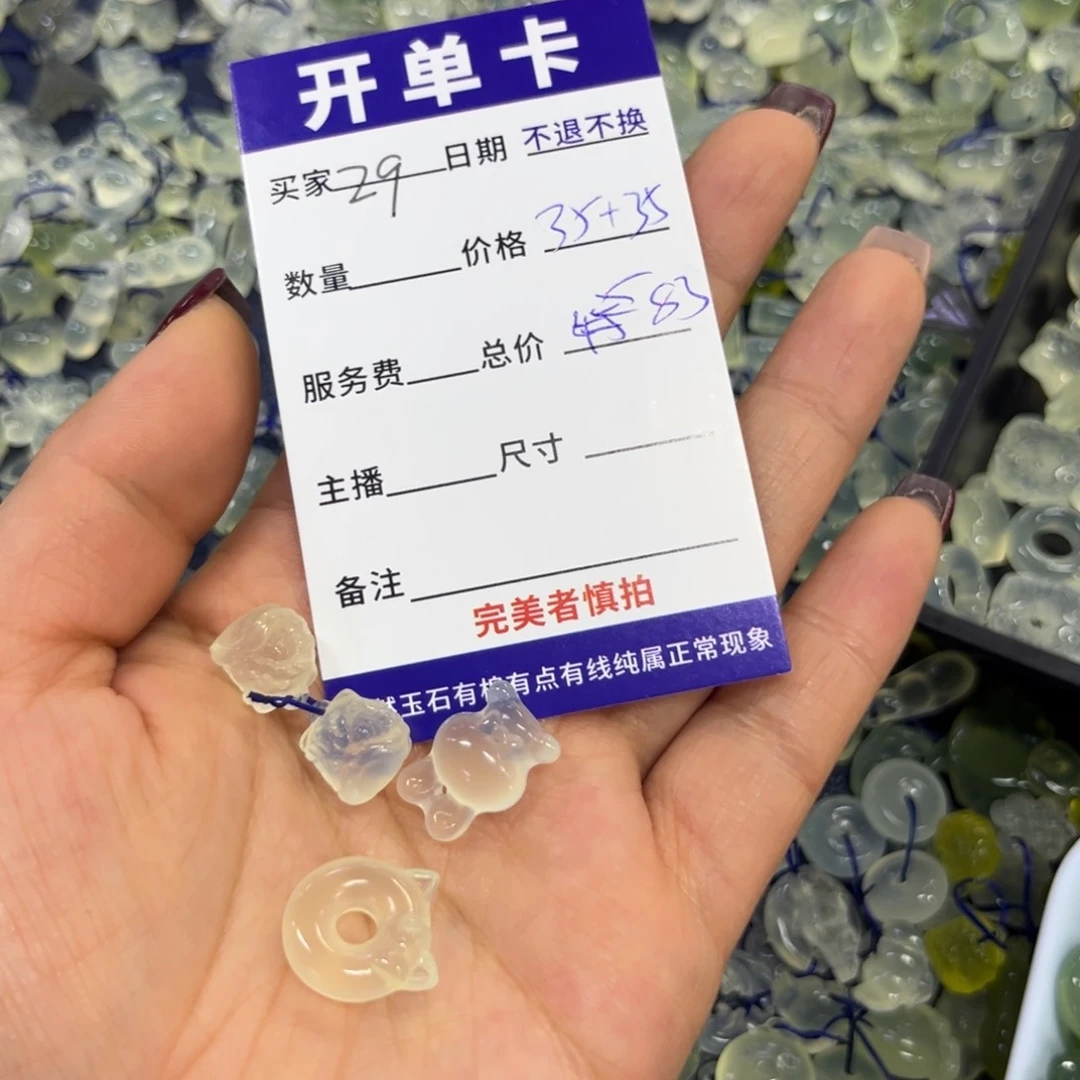 开单卡
买家 29 日期 不退不换
数量 价格 35+35
服务费 总价 83
主播 尺寸
备注
完美者慎拍
然玉石有棉有点有线纯属正常现象